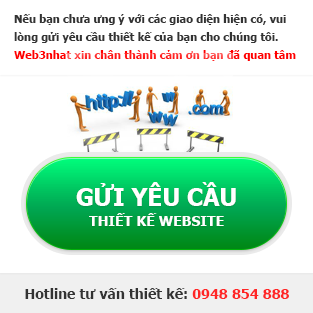 Nếu bạn chưa ưng ý với các giao diện hiện có, vui
lòng gửi yêu cầu thiết kế của bạn cho chúng tôi.
Web3nhat xin chân thành cảm ơn bạn đã quan tâm
http://
w
ww
.com
GỬI YÊU CẦU
THIẾT KẾ WEBSITE
Hotline tư vấn thiết kế: 0948 854 888